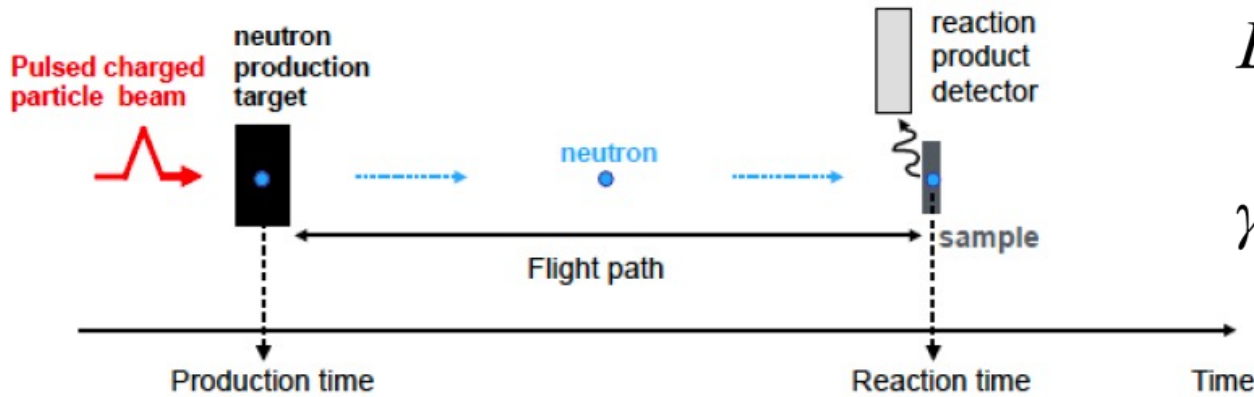 Pulsed charged
particle beam
neutron
production
target
neutron
reaction
product
detector
sample
Flight path
Production time
Reaction time
Time
γ